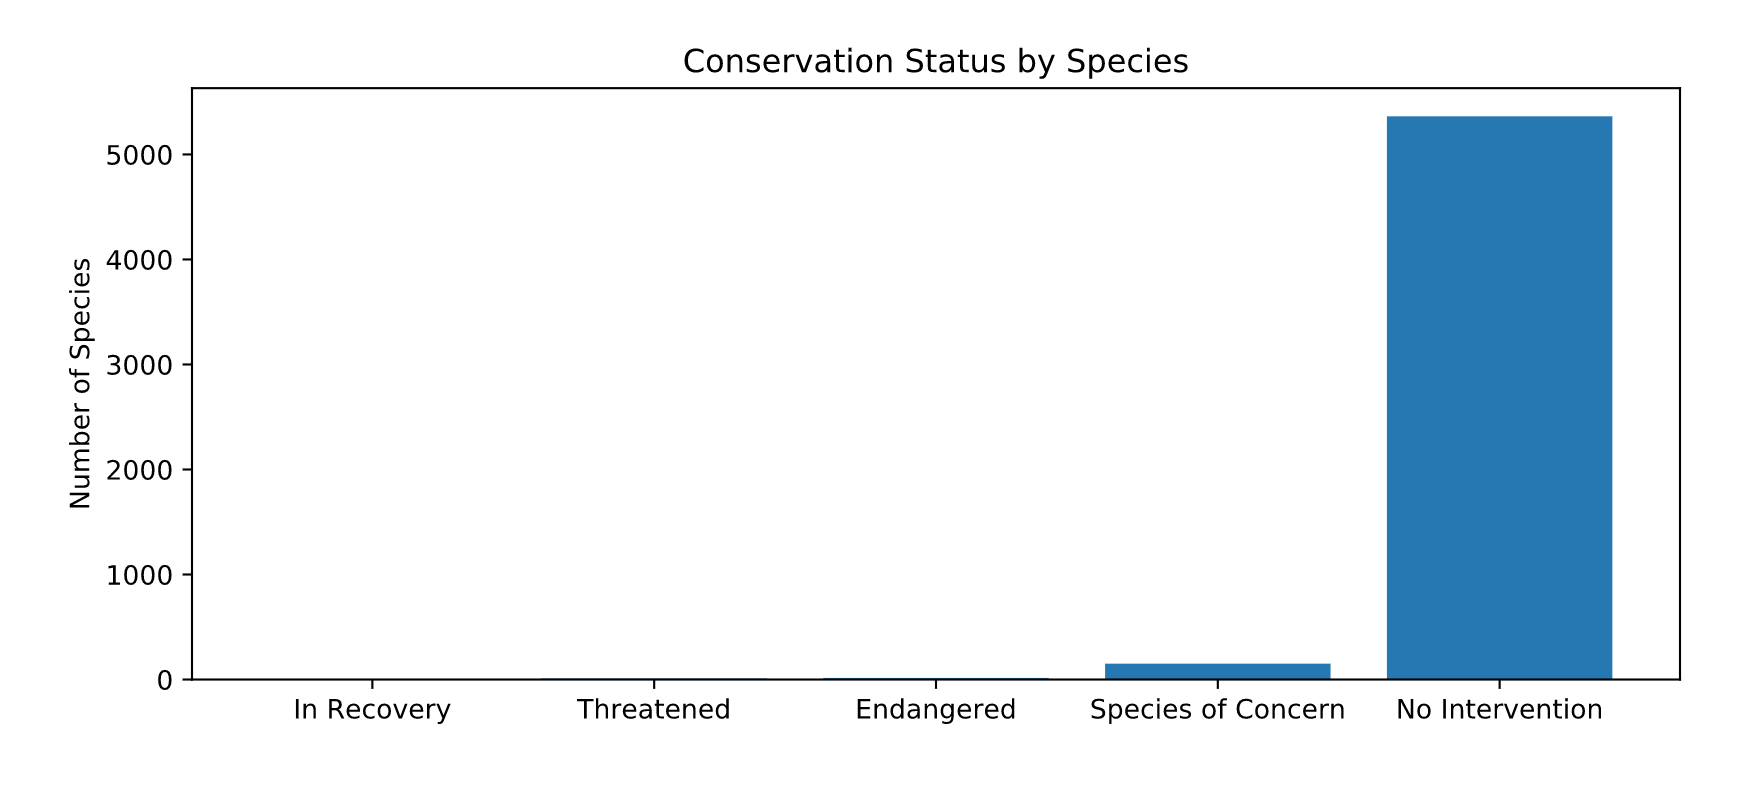 Conservation Status by Species
Number of Species
5000
4000
3000
2000
1000
0
In Recovery
Threatened
Endangered
Species of Concern
No Intervention